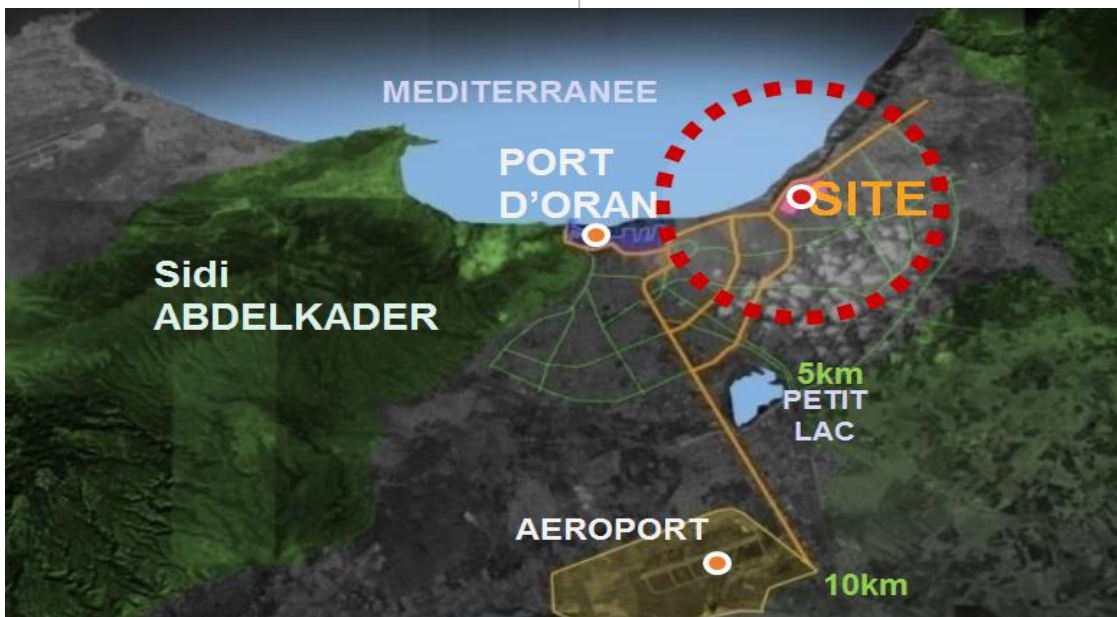 MEDITERRANEE
PORT
D'ORAN
SITE
Sidi
ABDELKADER
5km
PETIT
LAC
AEROPORT
10km